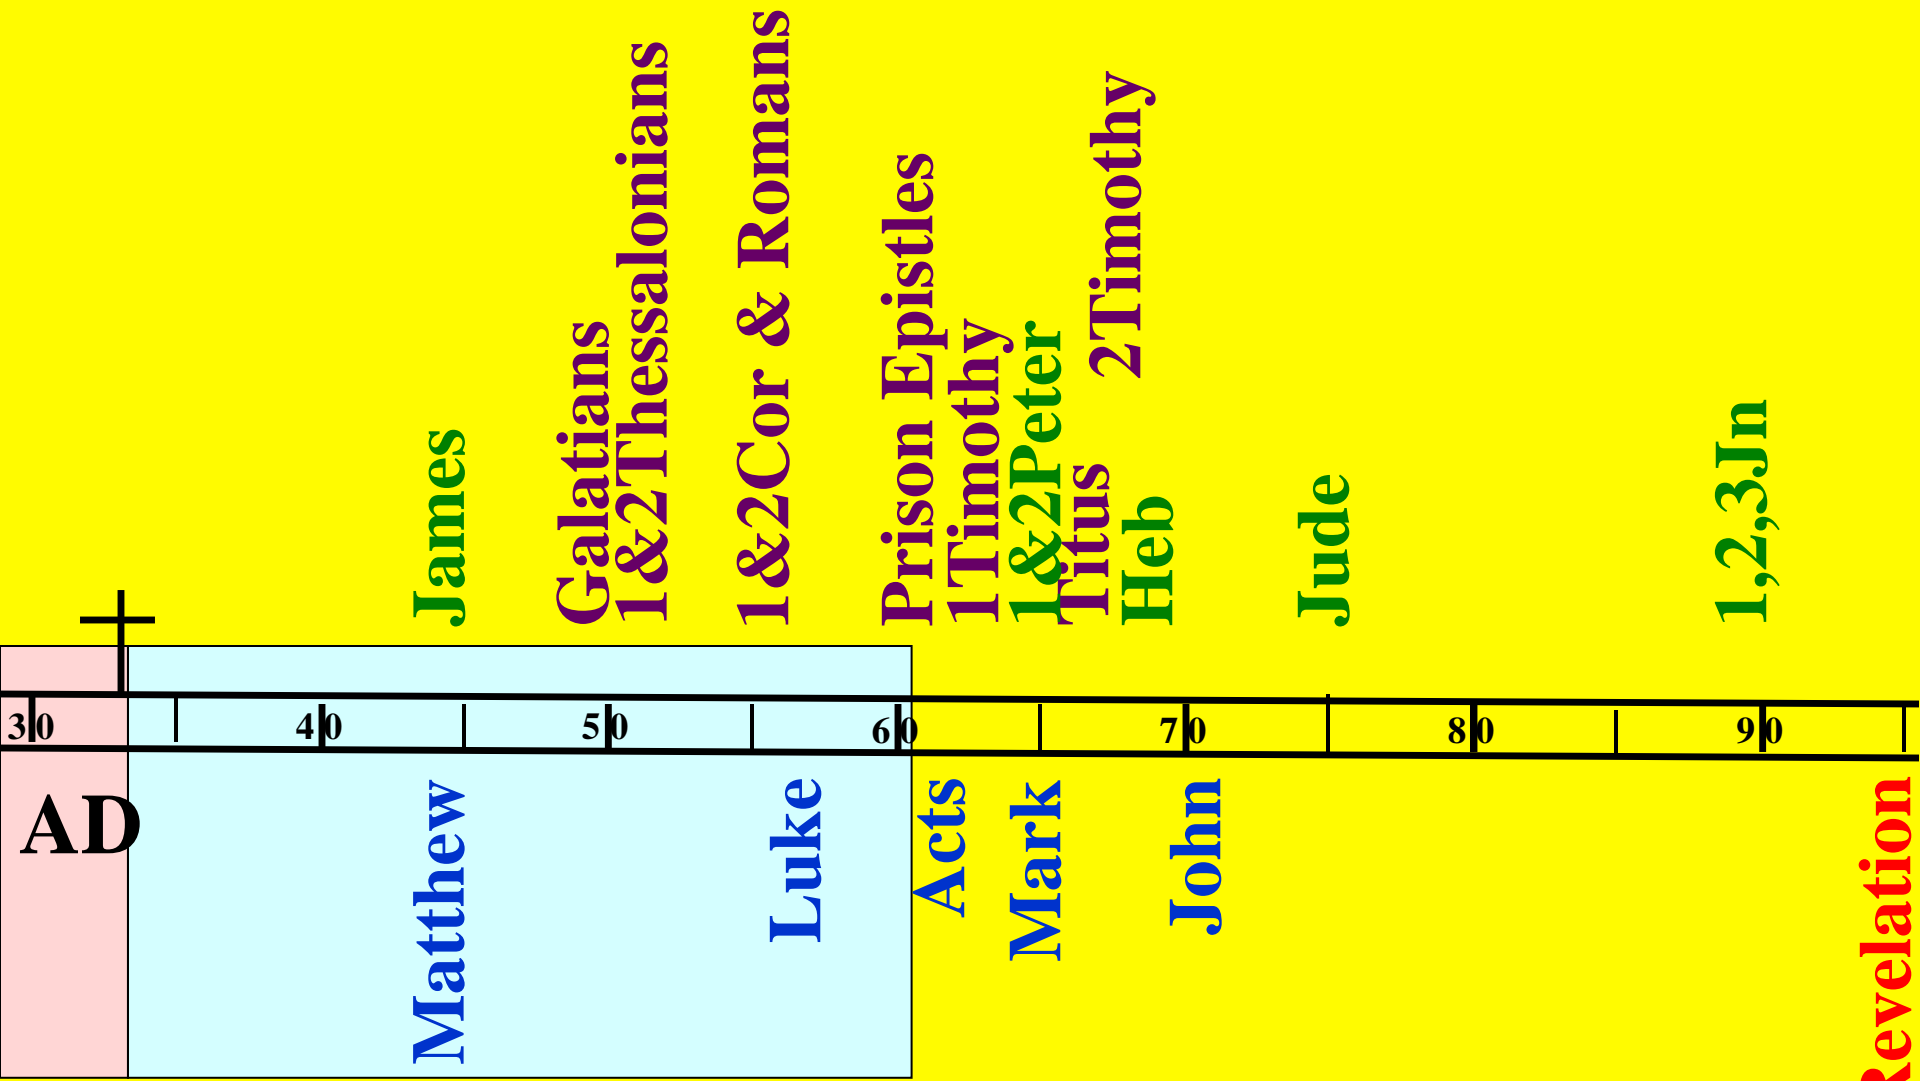 James
Galatians
1&2Thessalonians
1&2Cor & Romans
Prison Epistles
1Timothy
1&2Peter
Titus
2Timothy
Heb
Jude
1,2,3Jn
30 40 50 60 70 80 90
AD
Matthew
Luke
Acts
Mark
John
Revelation